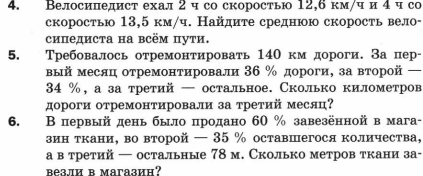 4. Велосипедист ехал 2 ч со скоростью 12,6 км/ч и 4 ч со
скоростью 13,5 км/ч. Найдите среднюю скорость вело-
сипедиста на всём пути.
5. Требовалось отремонтировать 140 км дороги. За пер-
вый месяц отремонтировали 36 % дороги, за второй —
34 %, а за третий — остальное. Сколько километров
дороги отремонтировали за третий месяц?
6. В первый день было продано 60 % завезённой в мага-
зин ткани, во второй — 35 % оставшегося количества,
а в третий — остальные 78 м. Сколько метров ткани за-
везли в магазин?